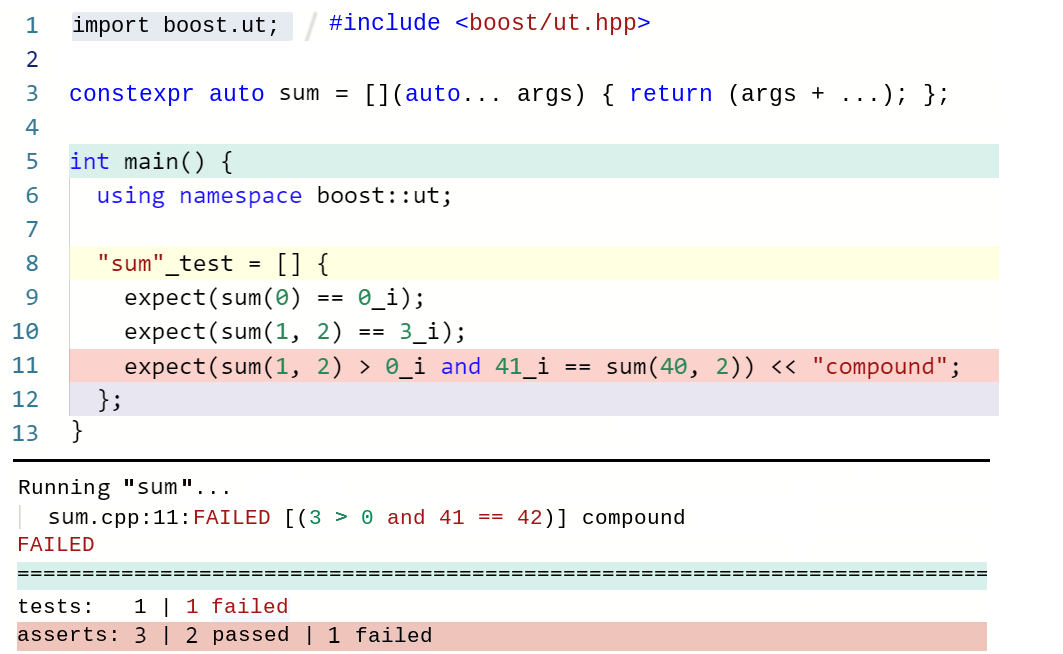 1 import boost.ut; / #include <boost/ut.hpp>
2
3 constexpr auto sum = [](auto... args) { return (args + ...); };
4
5 int main() {
6   using namespace boost::ut;
7
8   "sum"_test = [] {
9     expect(sum(0) == 0_i);
10     expect(sum(1, 2) == 3_i);
11     expect(sum(1, 2) > 0_i and 41_i == sum(40, 2)) << "compound";
12   };
13 }
Running "sum"...
  sum.cpp:11:FAILED [(3 > 0 and 41 == 42)] compound
FAILED
===========================================================================
tests:   1 | 1 failed
asserts: 3 | 2 passed | 1 failed